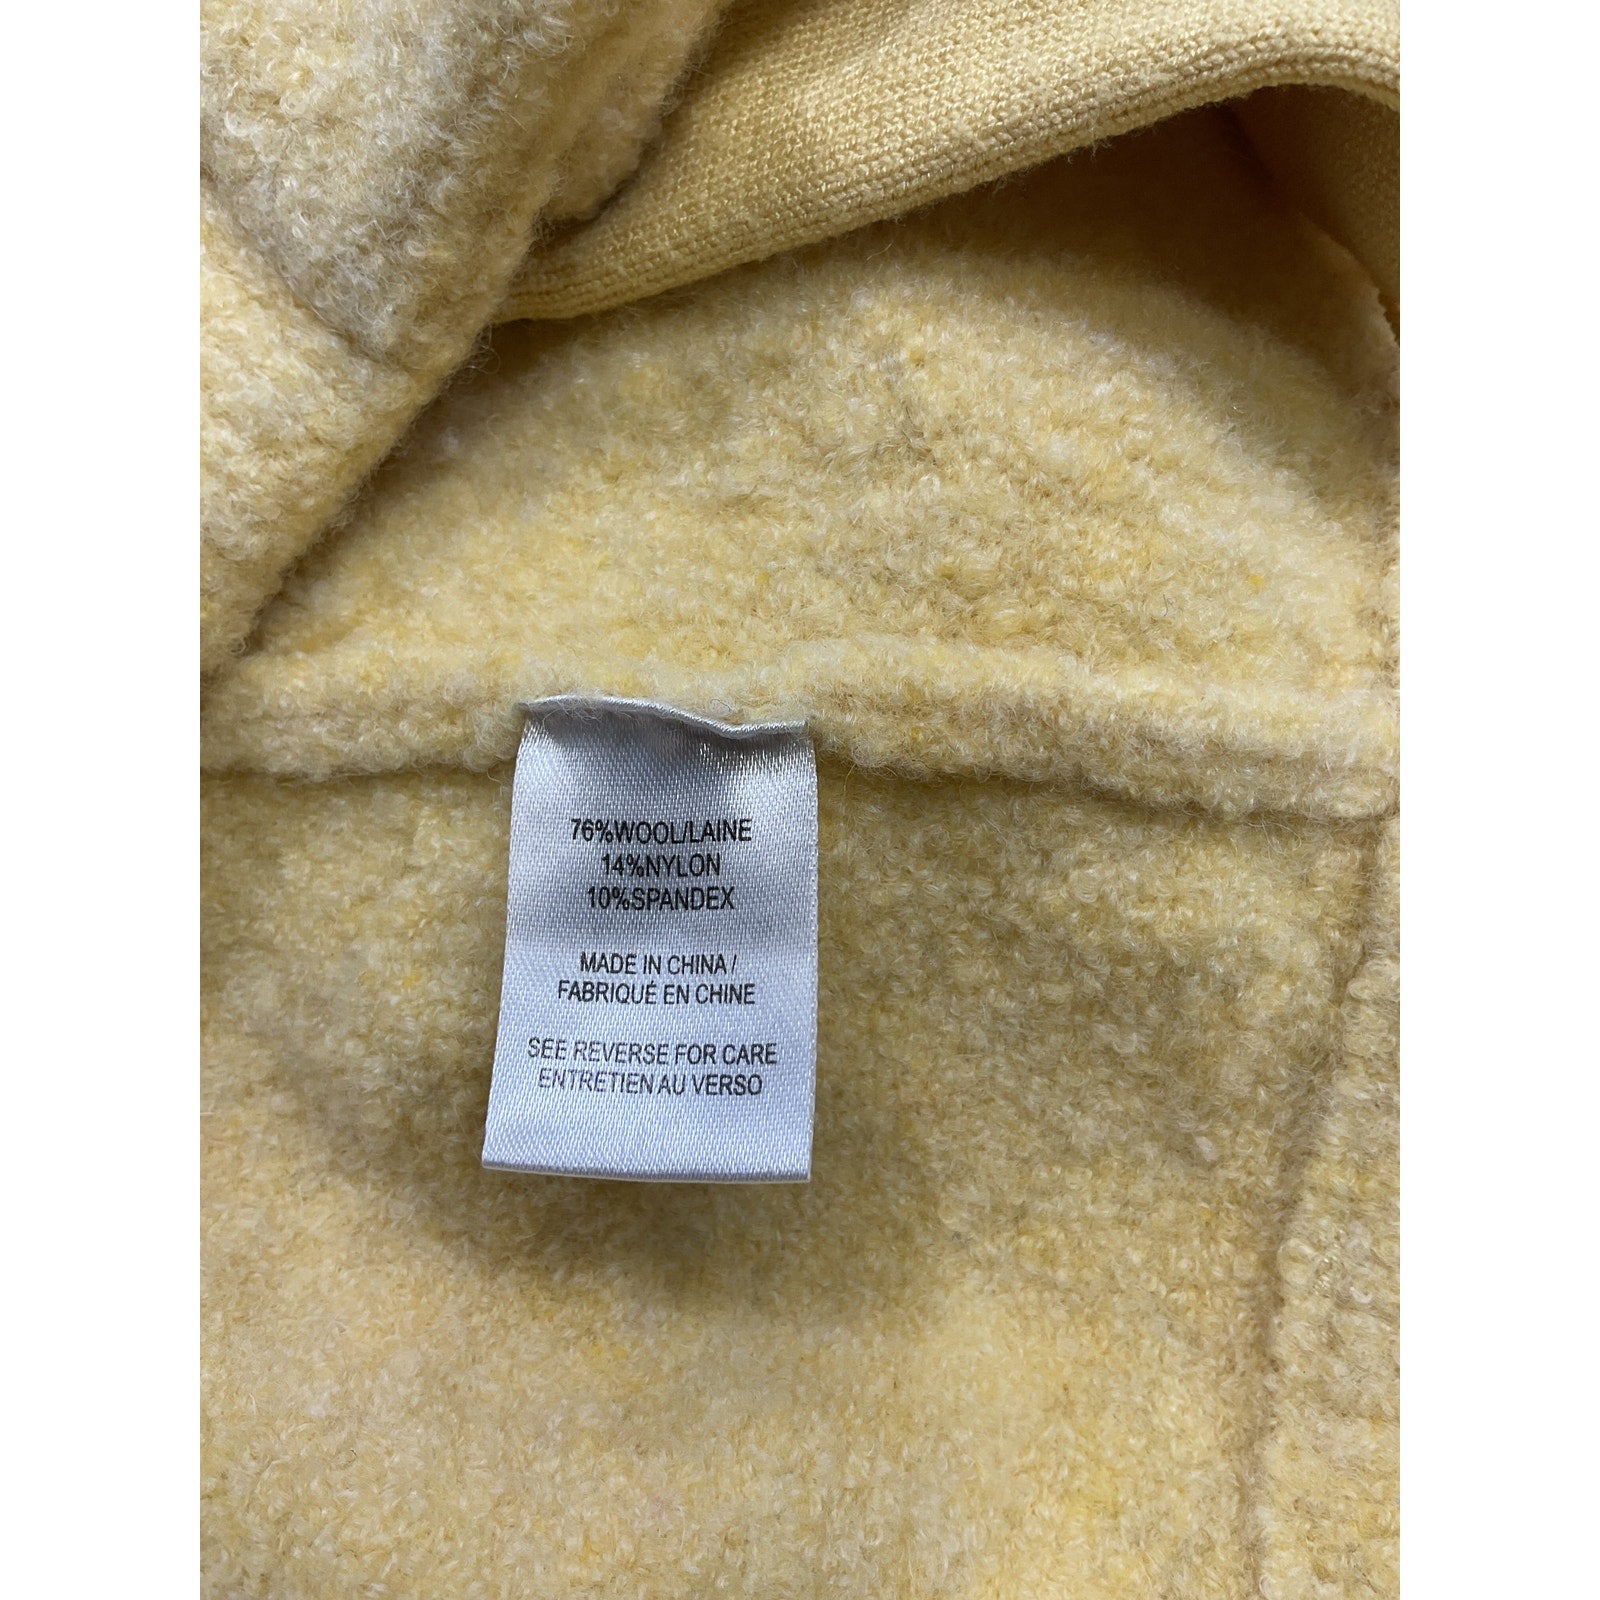 76%WOOL/LAINE
14%NYLON
10%SPANDEX
MADE IN CHINA /
FABRIQUÉ EN CHINE
SEE REVERSE FOR CARE
ENTRETIEN AU VERSO